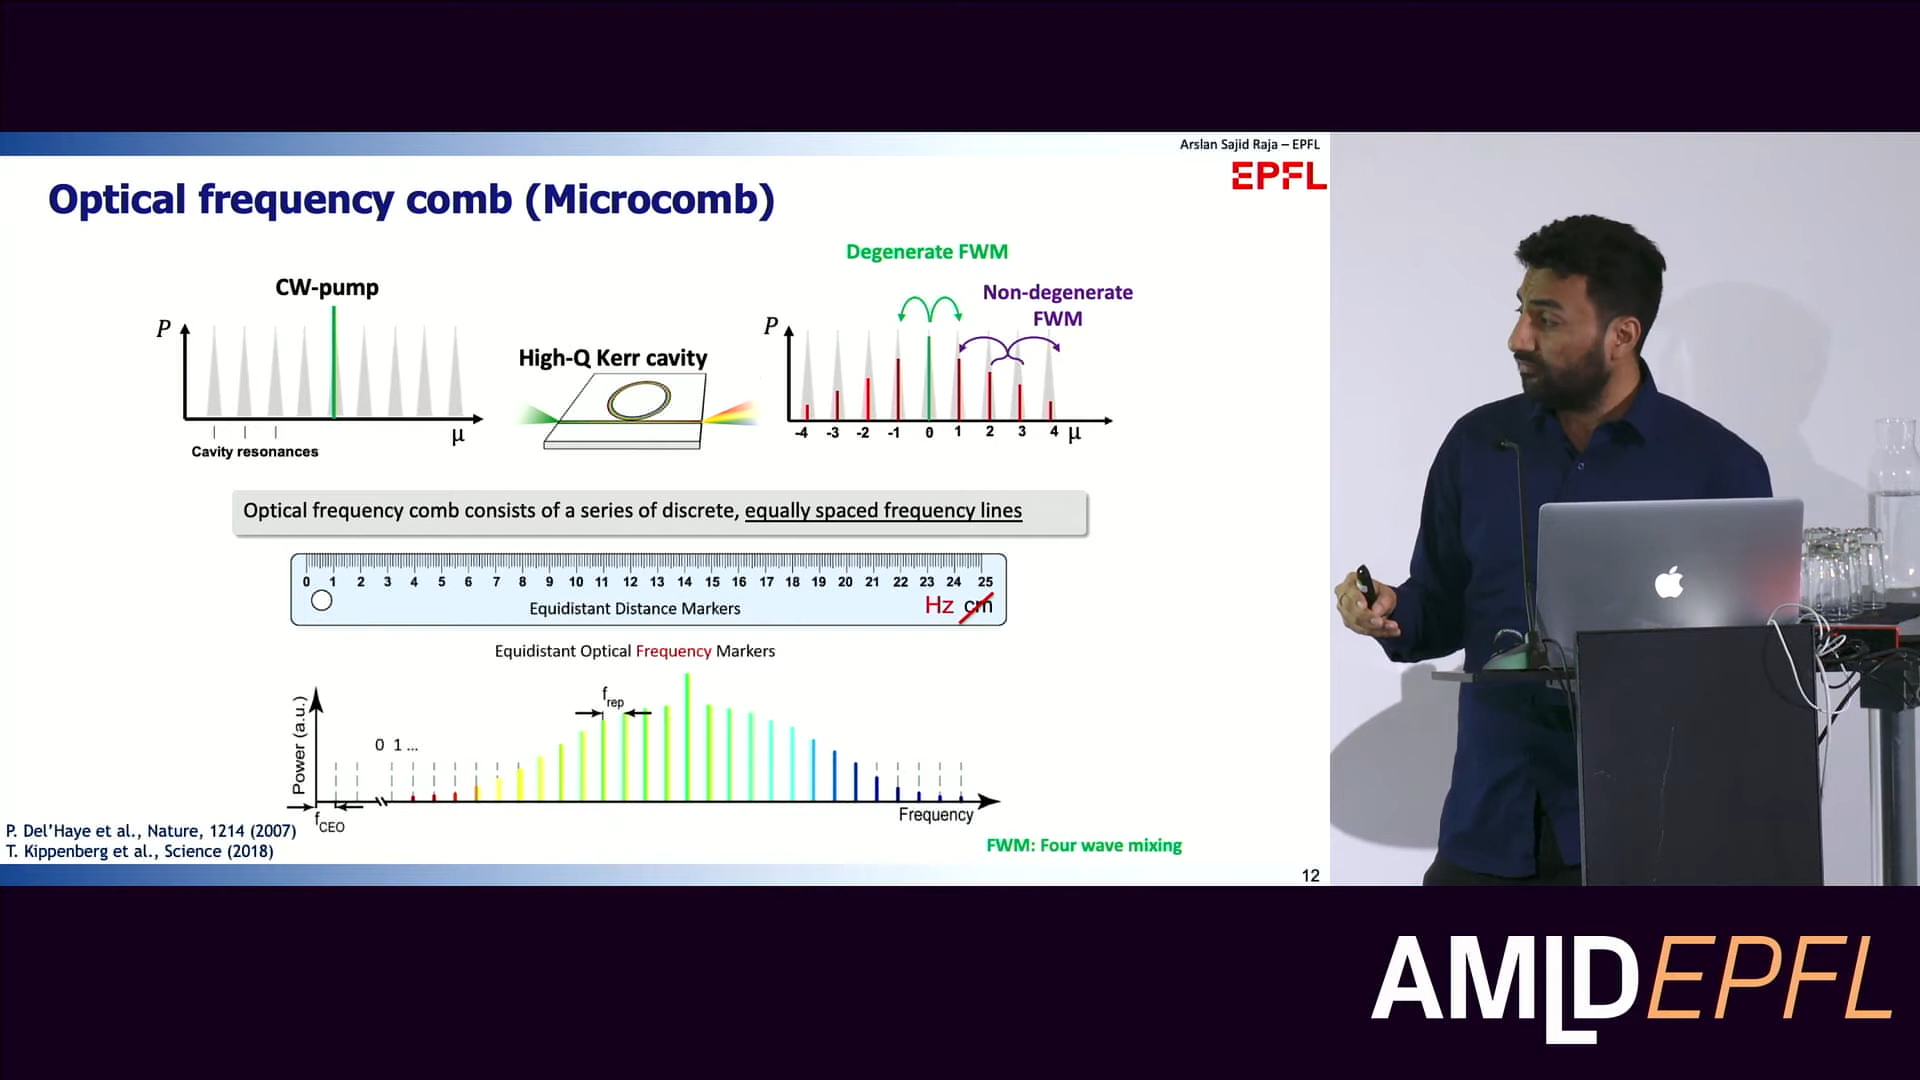 Arslan Sajid Raja – EPFL
EPFL
Optical frequency comb (Microcomb)
CW-pump
P
μ
Cavity resonances
High-Q Kerr cavity
Degenerate FWM
Non-degenerate
FWM
P
-4 -3 -2 -1 0 1 2 3 4 μ
Optical frequency comb consists of a series of discrete, equally spaced frequency lines
0 1 2 3 4 5 6 7 8 9 10 11 12 13 14 15 16 17 18 19 20 21 22 23 24 25
Equidistant Distance Markers
Hz cm
Equidistant Optical Frequency Markers
Power (a.u.)
f rep
0 1...
Frequency
f CEO
P. Del'Haye et al., Nature, 1214 (2007)
T. Kippenberg et al., Science (2018)
FWM: Four wave mixing
12
AMLD EPFL